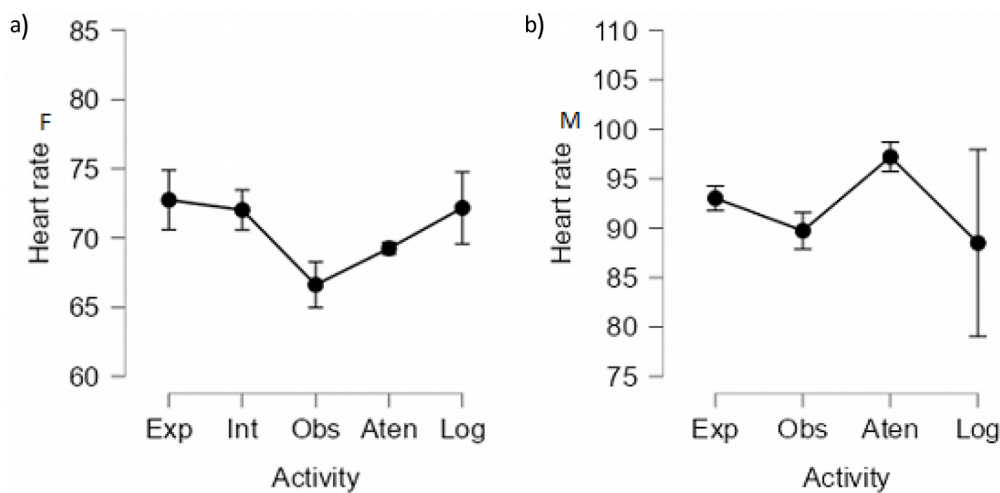 a)
85
80
75
70
65
60
Heart rate F
Exp Int Obs Aten Log
Activity
b)
110
105
100
95
90
85
80
75
Heart rate M
Exp Obs Aten Log
Activity